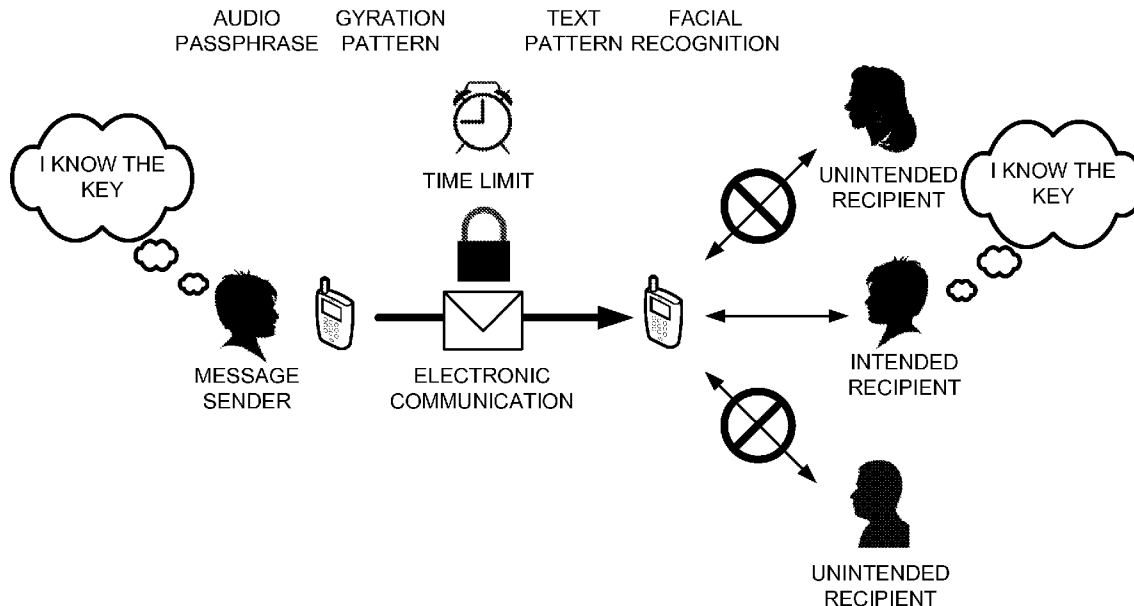 AUDIO PASSPHRASE
GYRATION PATTERN
TEXT PATTERN
FACIAL RECOGNITION
I KNOW THE
KEY
TIME LIMIT
UNINTENDED
RECIPIENT
I KNOW THE
KEY
MESSAGE
SENDER
ELECTRONIC
COMMUNICATION
INTENDED
RECIPIENT
UNINTENDED
RECIPIENT